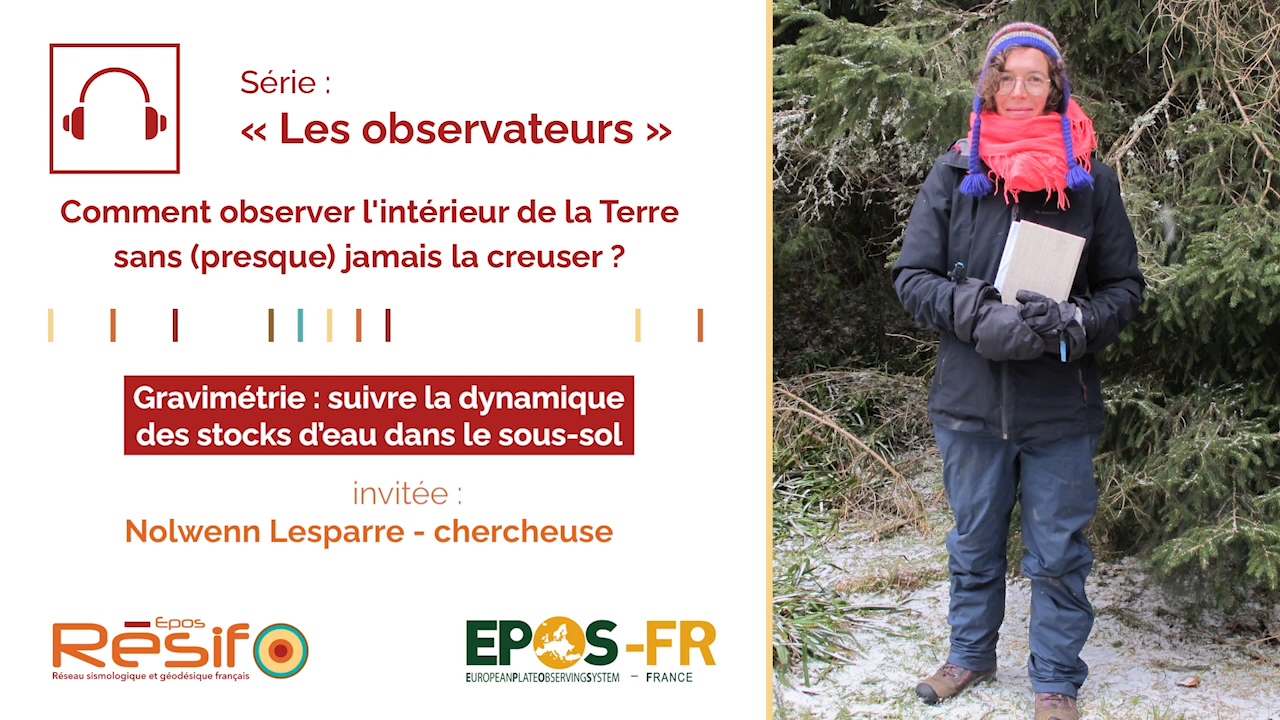 Série :
« Les observateurs »
Comment observer l'intérieur de la Terre
sans (presque) jamais la creuser ?
Gravimétrie : suivre la dynamique
des stocks d'eau dans le sous-sol
invitée :
Nolwenn Lesparre - chercheuse
Epos
Résif
Réseau sismologique et géodésique français
EPOS-FR
EUROPEANPLATEOBSERVINGSYSTEM – FRANCE